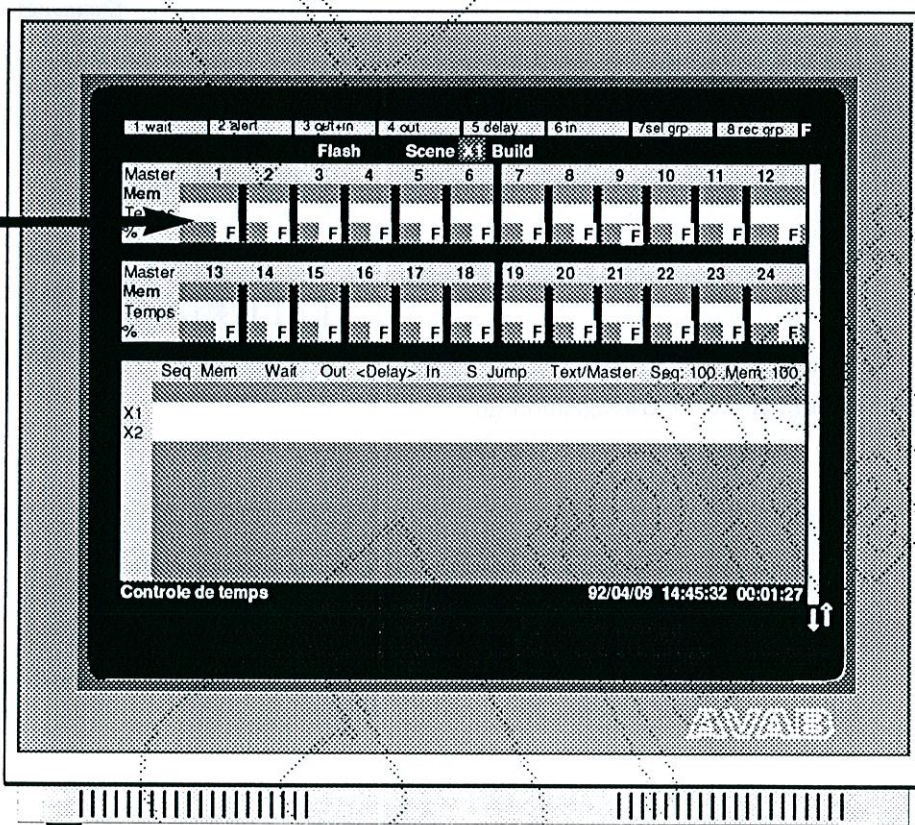 1 wait 2 alert 3 out+in 4 out 5 delay 6 in 7sel grp 8 rec grp F
Flash Scene X1 Build
Master 1 2 3 4 5 6 7 8 9 10 11 12
Mem
Temps
% F F F F F F F F F F F F
Master 13 14 15 16 17 18 19 20 21 22 23 24
Mem
Temps
% F F F F F F F F F F F F
Seq Mem Wait Out <Delay> In S Jump Text/Master Seq: 100 Mem: 100
X1
X2
Controle de temps 92/04/09 14:45:32 00:01:27
AVAB